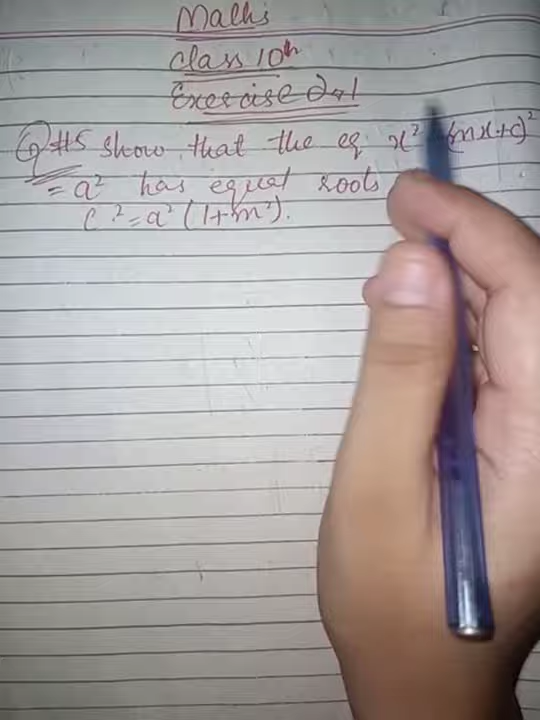 Maths
Class 10th
Exercise 2.1
Q #5 show that the eq x² (mx+c)²
= a² has equal roots
c² = a² (1+m²).